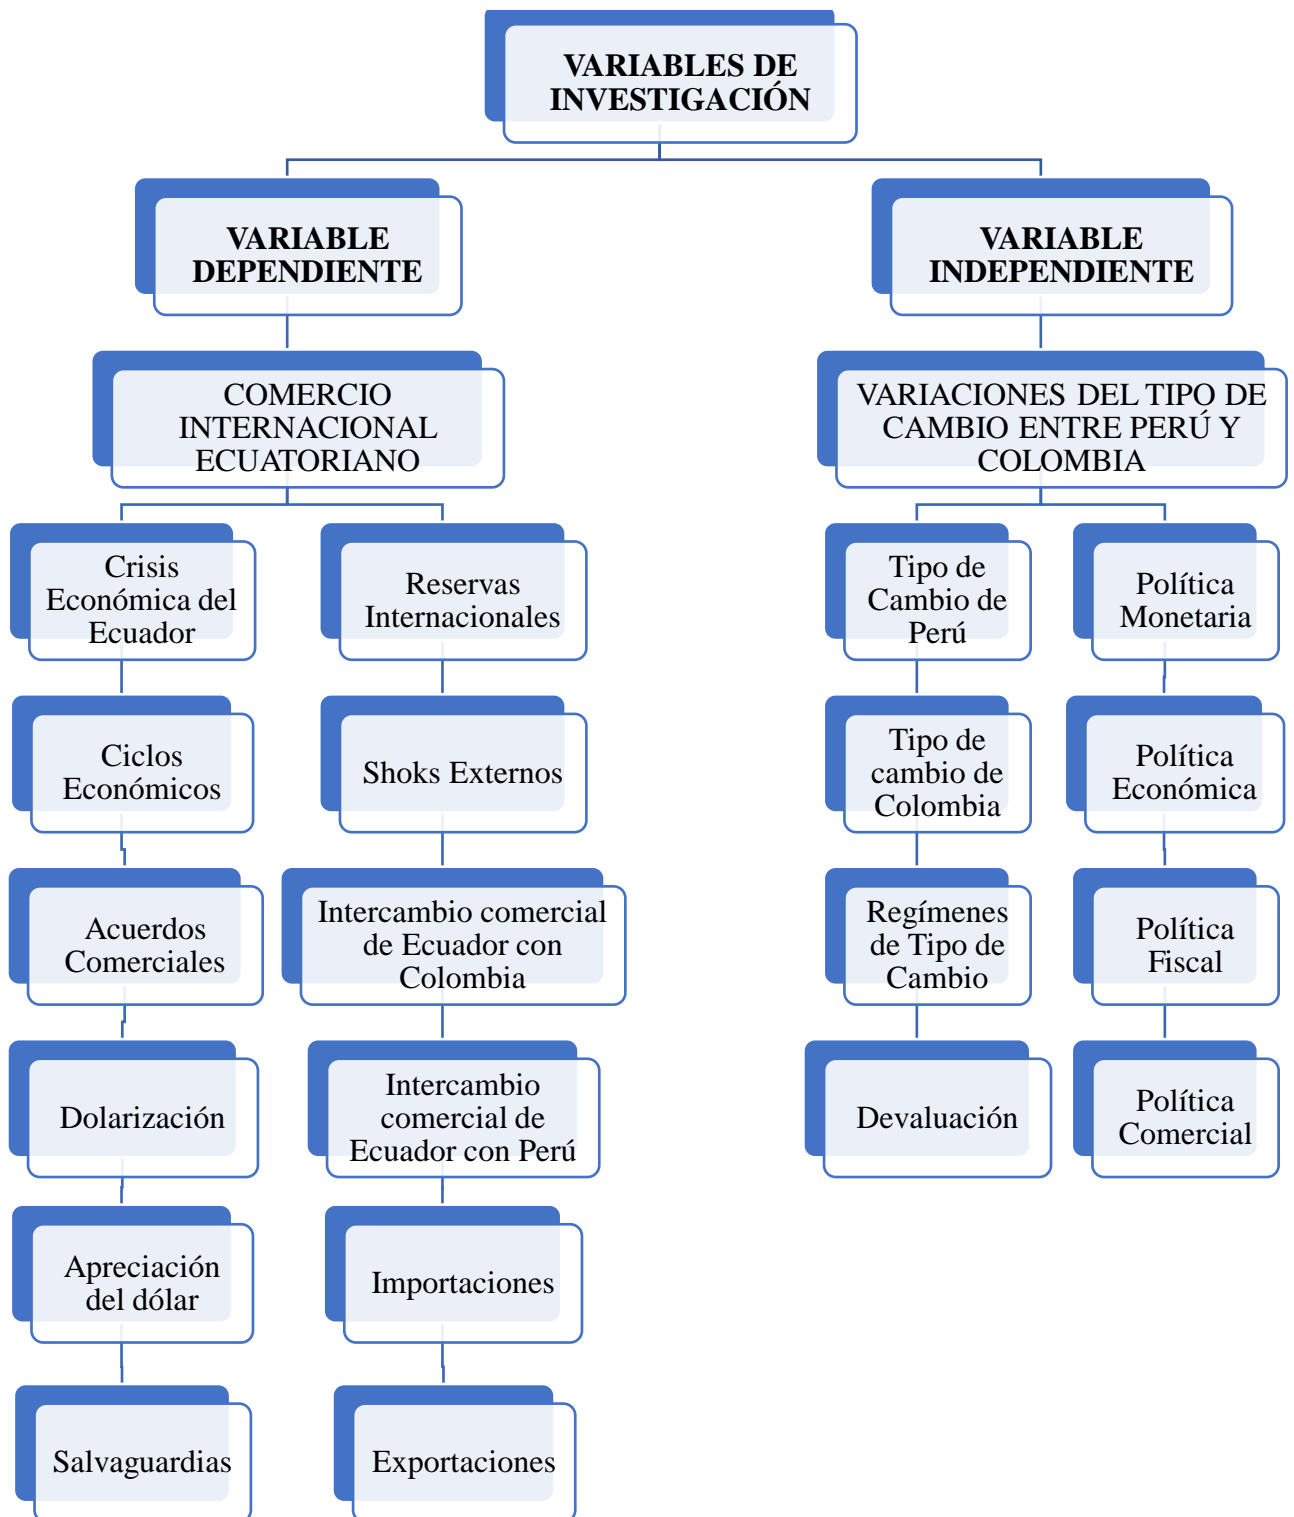 VARIABLES DE
INVESTIGACIÓN
VARIABLE
DEPENDIENTE
COMERCIO
INTERNACIONAL
ECUATORIANO
Crisis
Económica del
Ecuador
Ciclos
Económicos
Acuerdos
Comerciales
Dolarización
Apreciación
del dólar
Salvaguardias
Reservas
Internacionales
Shoks Externos
Intercambio comercial
de Ecuador con
Colombia
Intercambio
comercial de
Ecuador con Perú
Importaciones
Exportaciones
VARIABLE
INDEPENDIENTE
VARIACIONES DEL TIPO DE
CAMBIO ENTRE PERÚ Y
COLOMBIA
Tipo de
Cambio de
Perú
Tipo de
cambio de
Colombia
Regímenes
de Tipo de
Cambio
Devaluación
Política
Monetaria
Política
Económica
Política
Fiscal
Política
Comercial